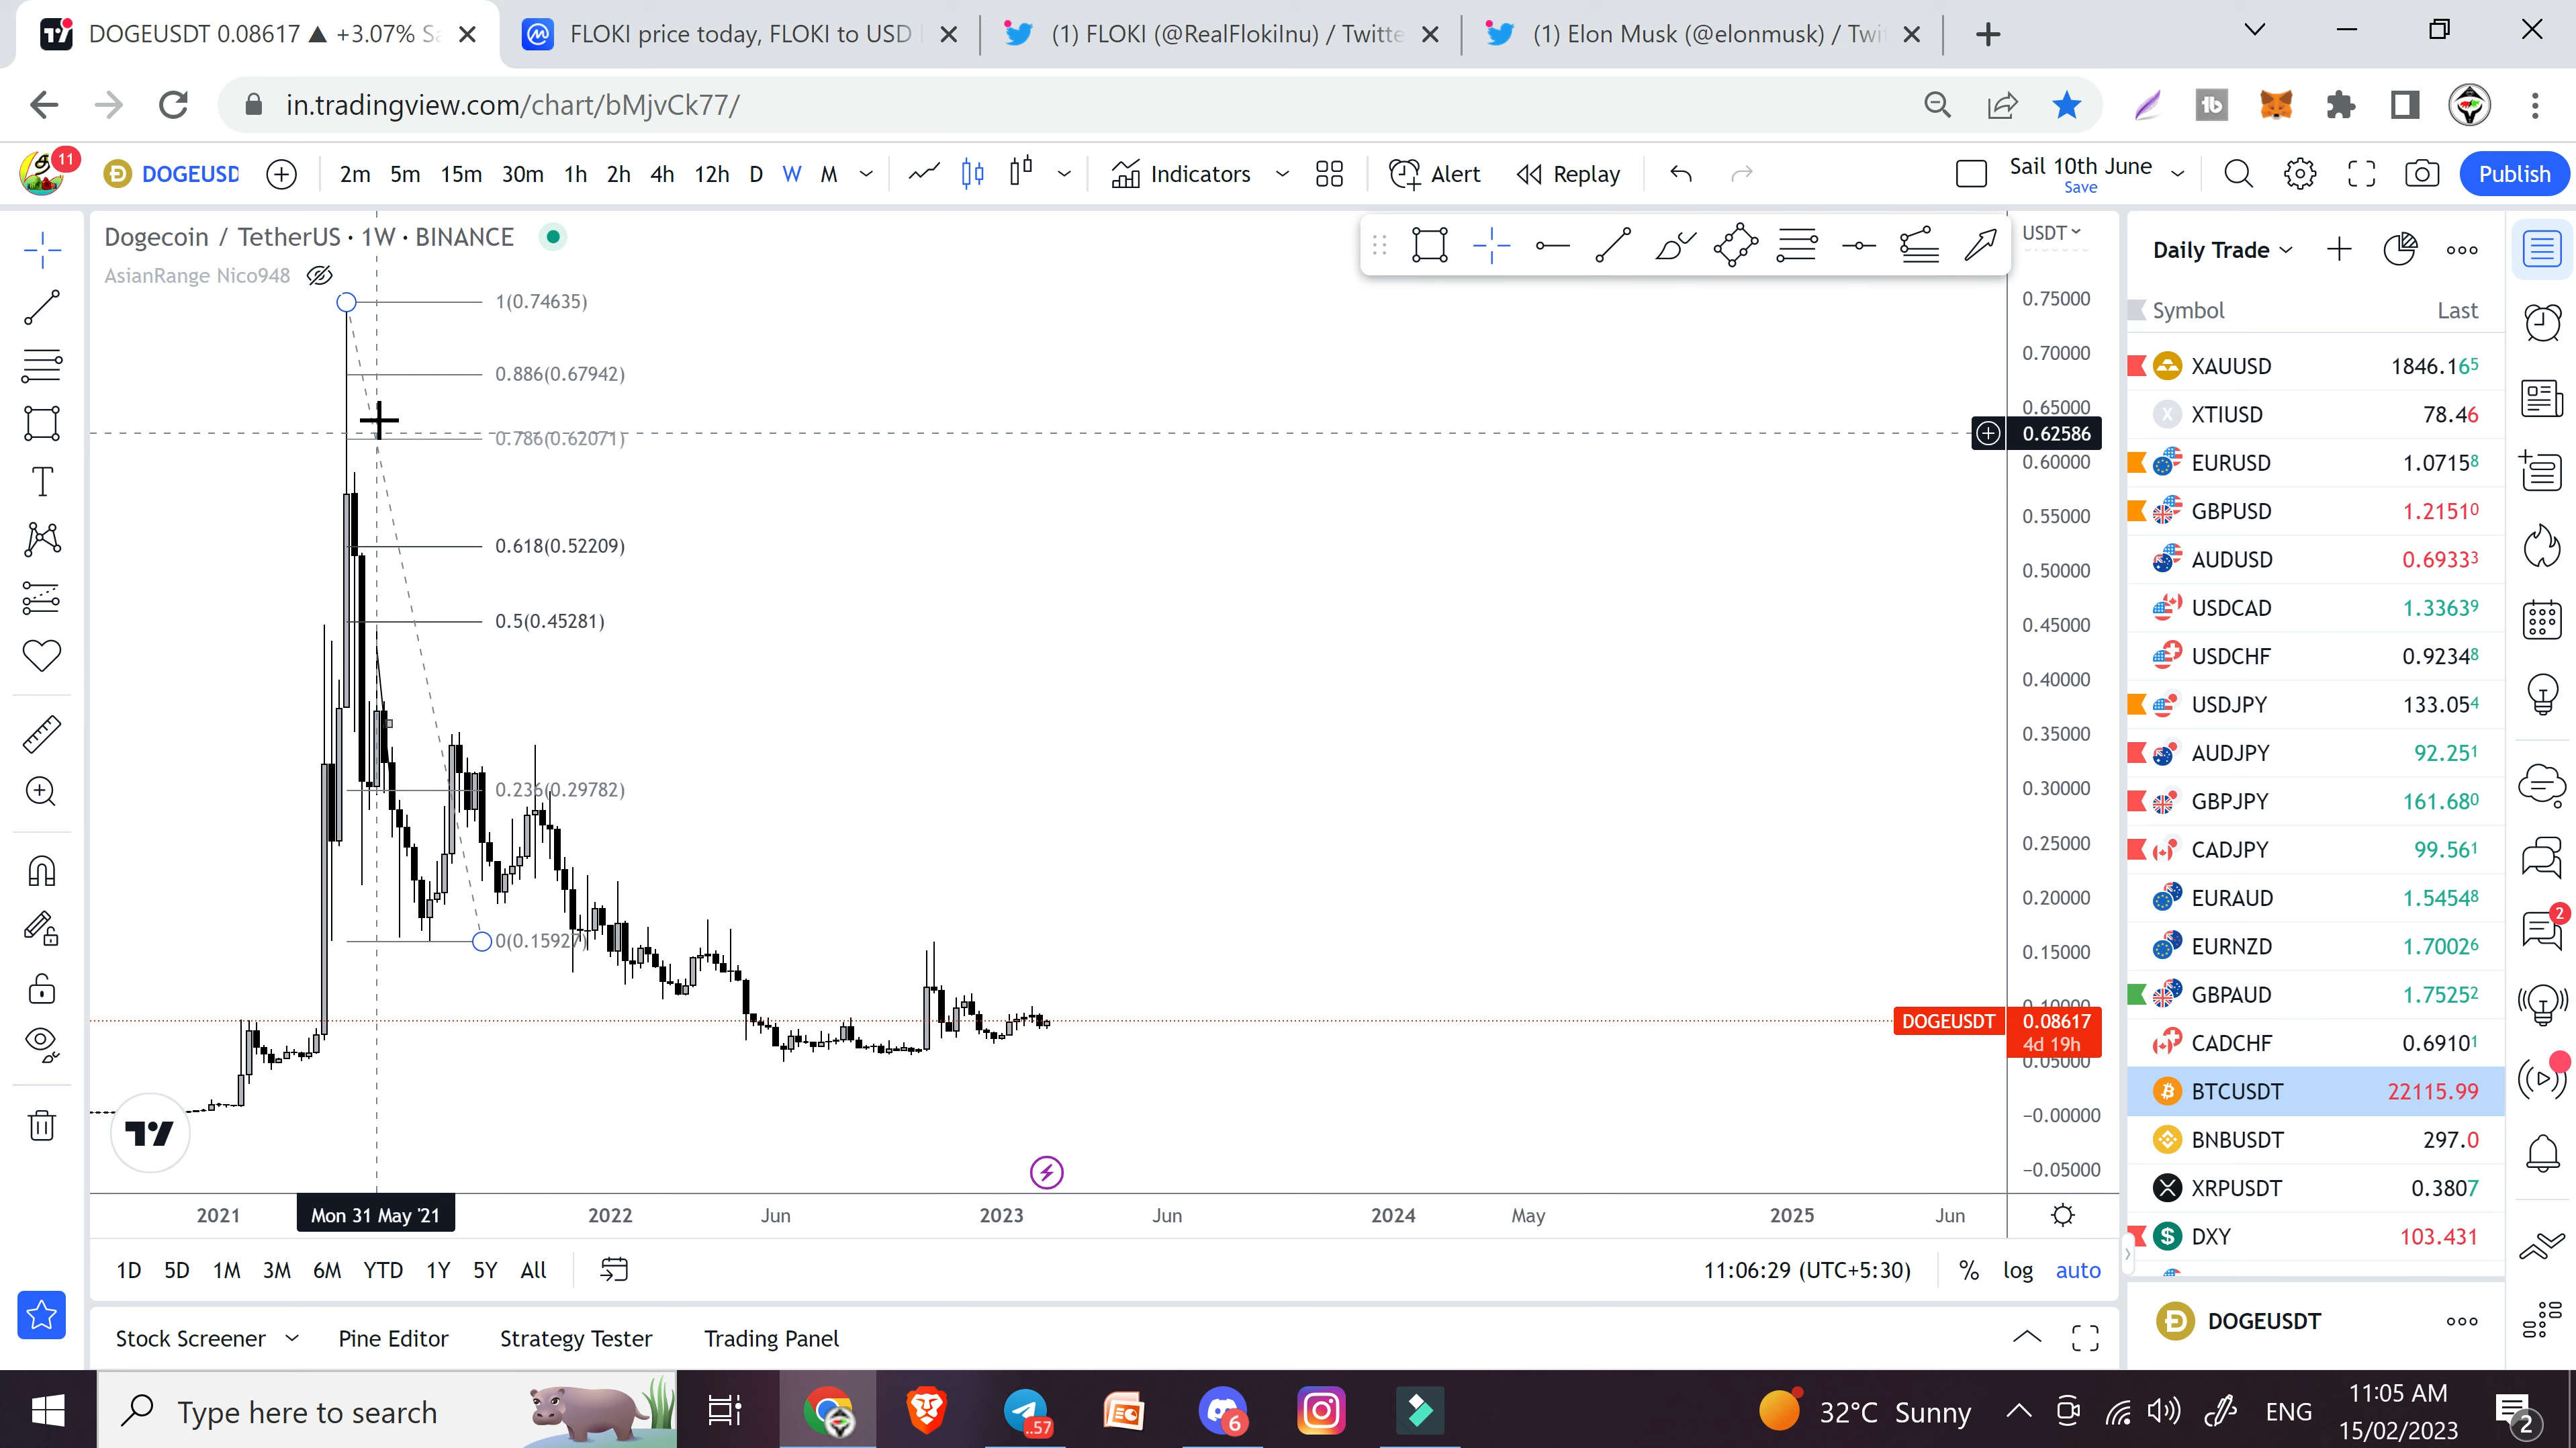 DOGEUSDT 0.08617 ▲ +3.07% Sa
FLOKI price today, FLOKI to USD
(1) FLOKI (@RealFlokiInu) / Twitte
(1) Elon Musk (@elonmusk) / Twi
in.tradingview.com/chart/bMjvCk77/
11
DOGEUSD
2m 5m 15m 30m 1h 2h 4h 12h D W M
Indicators
Alert
Replay
Sail 10th June
Save
Publish
Dogecoin / TetherUS · 1W · BINANCE
AsianRange Nico948
1(0.74635)
0.886(0.67942)
0.786(0.62071)
0.618(0.52209)
0.5(0.45281)
0.236(0.29782)
0(0.15927)
USDT
0.75000
0.70000
0.65000
0.62586
0.60000
0.55000
0.50000
0.45000
0.40000
0.35000
0.30000
0.25000
0.20000
0.15000
0.10000
DOGEUSDT 0.08617
4d 19h
0.05000
−0.00000
−0.05000
2021 Mon 31 May '21 2022 Jun 2023 Jun 2024 May 2025 Jun
1D 5D 1M 3M 6M YTD 1Y 5Y All
11:06:29 (UTC+5:30) % log auto
Stock Screener Pine Editor Strategy Tester Trading Panel
Daily Trade
Symbol Last
XAUUSD 1846.165
XTIUSD 78.46
EURUSD 1.07158
GBPUSD 1.21510
AUDUSD 0.69333
USDCAD 1.33639
USDCHF 0.92348
USDJPY 133.054
AUDJPY 92.251
GBPJPY 161.680
CADJPY 99.561
EURAUD 1.54548
EURNZD 1.70026
GBPAUD 1.75252
CADCHF 0.69101
BTCUSDT 22115.99
BNBUSDT 297.0
XRPUSDT 0.3807
DXY 103.431
DOGEUSDT
2
Type here to search
..57
6
32°C Sunny
ENG
11:05 AM
15/02/2023
2